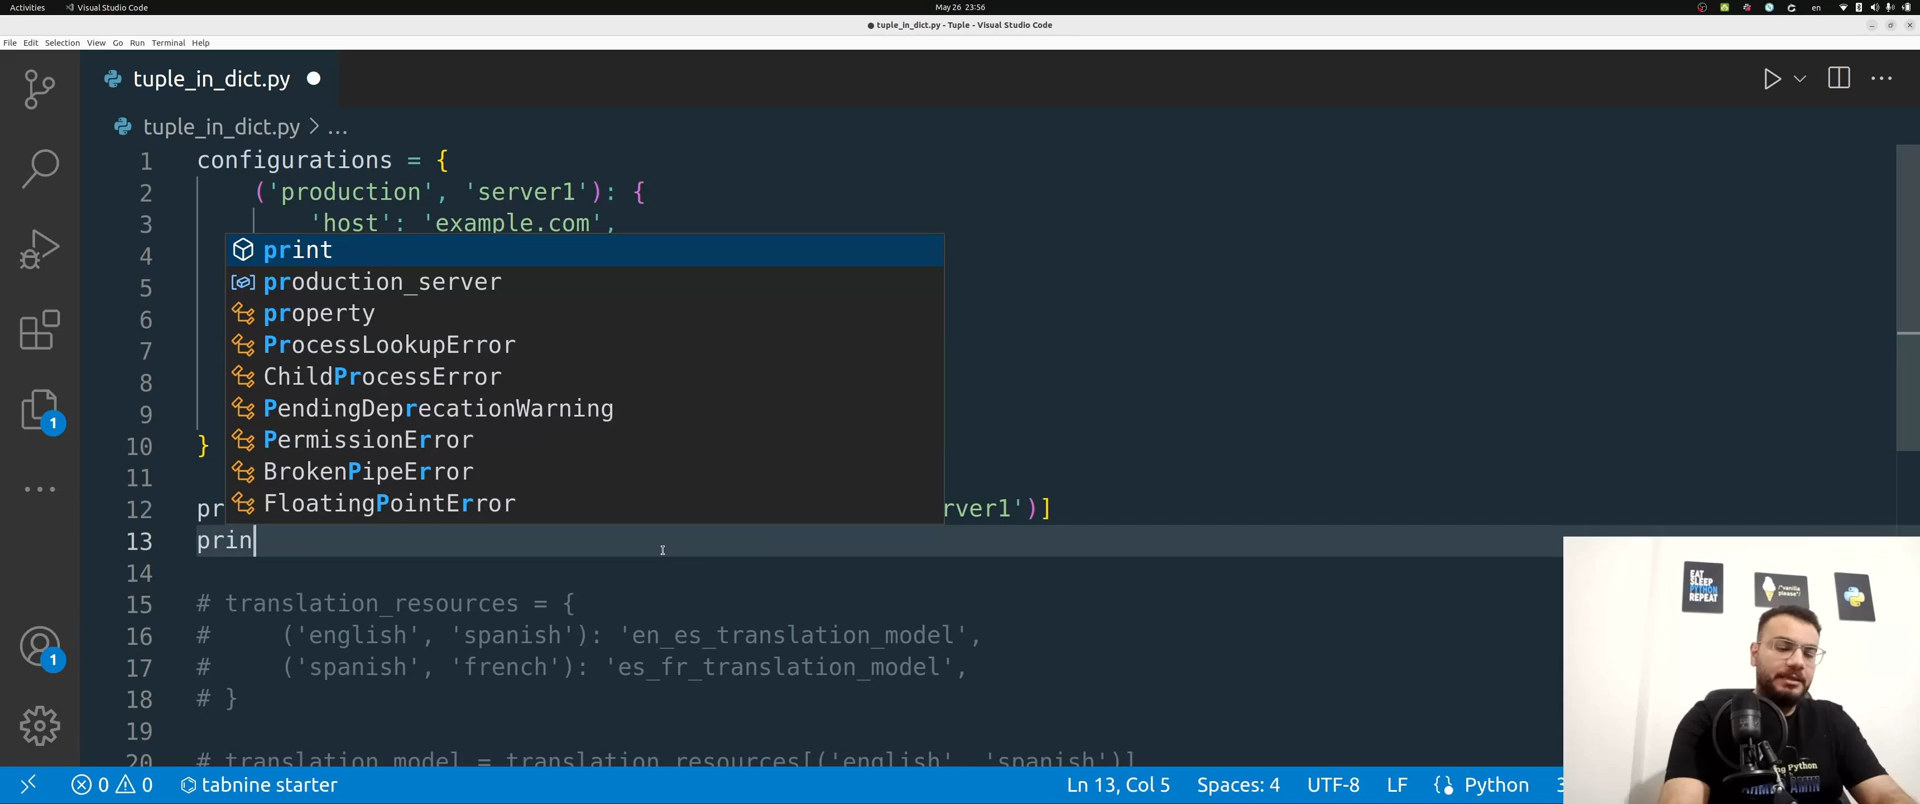 Activities Visual Studio Code May 26 23:56 en
● tuple_in_dict.py - Tuple - Visual Studio Code
File Edit Selection View Go Run Terminal Help
tuple_in_dict.py
tuple_in_dict.py > ...
1 configurations = {
2 ('production', 'server1'): {
3 'host': 'example.com',
4
5
6
7
8
9
10 }
11
12 pr rver1')]
13 prin
14
15 # translation_resources = {
16 # ('english', 'spanish'): 'en_es_translation_model',
17 # ('spanish', 'french'): 'es_fr_translation_model',
18 # }
19
20 # translation_model = translation_resources[('english', 'spanish')]
print
production_server
property
ProcessLookupError
ChildProcessError
PendingDeprecationWarning
PermissionError
BrokenPipeError
FloatingPointError
1
1
EAT
SLEEP
PYTHON
REPEAT
/*vanilla
please*/
0 0 tabnine starter Ln 13, Col 5 Spaces: 4 UTF-8 LF Python 3